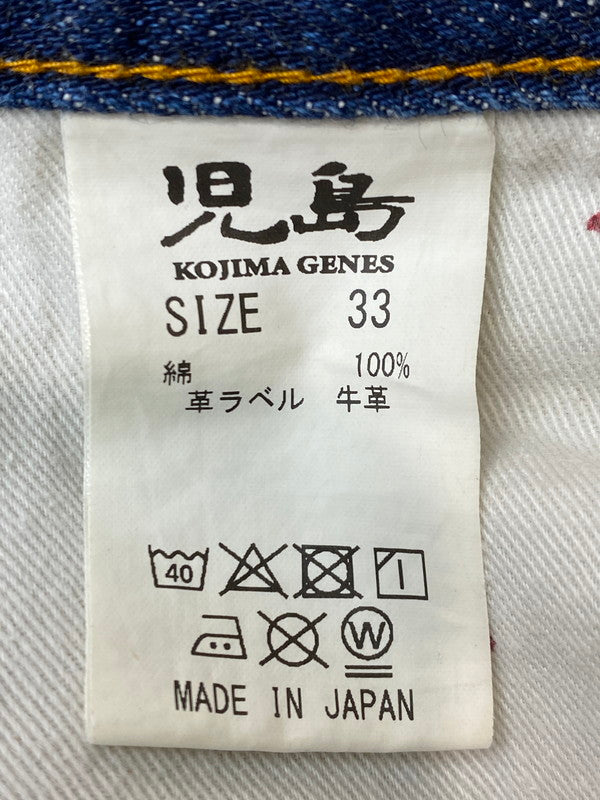 児島
KOJIMA GENES
SIZE 33
綿 100%
革ラベル 牛革
40
W
MADE IN JAPAN